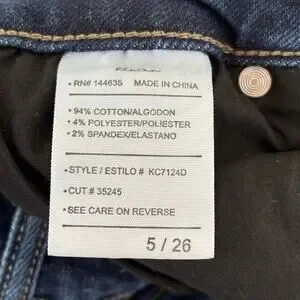 • RN# 144635 MADE IN CHINA
• 94% COTTON/ALGODON
• 4% POLYESTER/POLIESTER
• 2% SPANDEX/ELASTANO
• STYLE / ESTILO # KC7124D
• CUT # 35245
• SEE CARE ON REVERSE
5 / 26